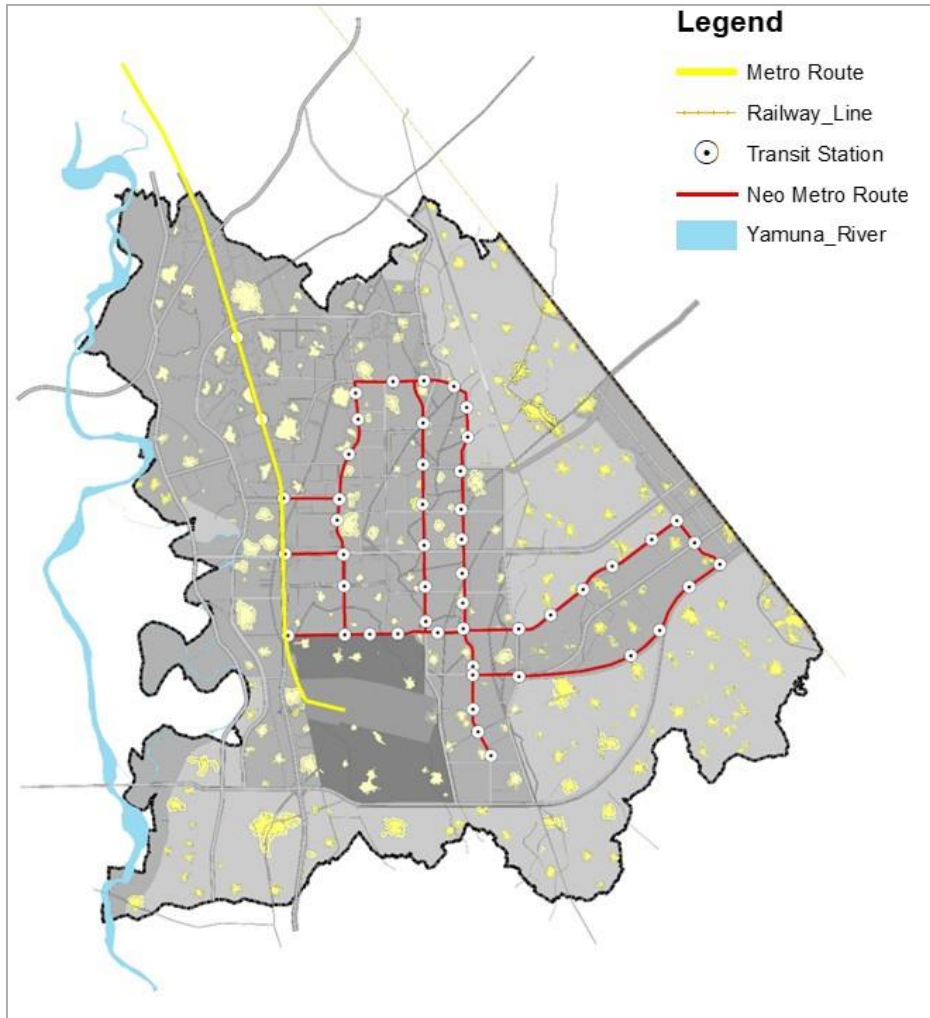 Legend
Metro Route
Railway_Line
Transit Station
Neo Metro Route
Yamuna_River